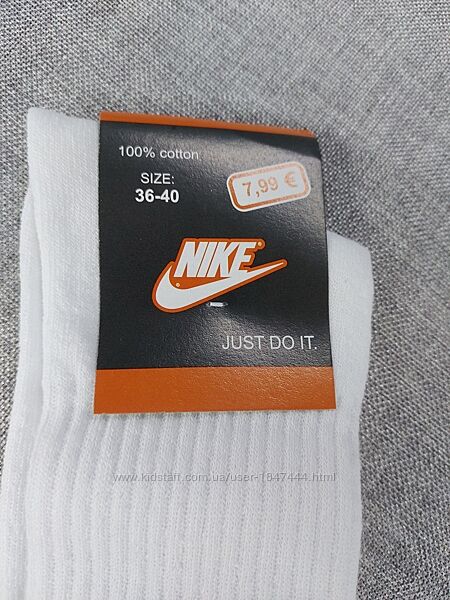 100% cotton
SIZE:
36-40
7,99 €
NIKE
JUST DO IT.
www.kidstaff.com.ua/user-1847444.html